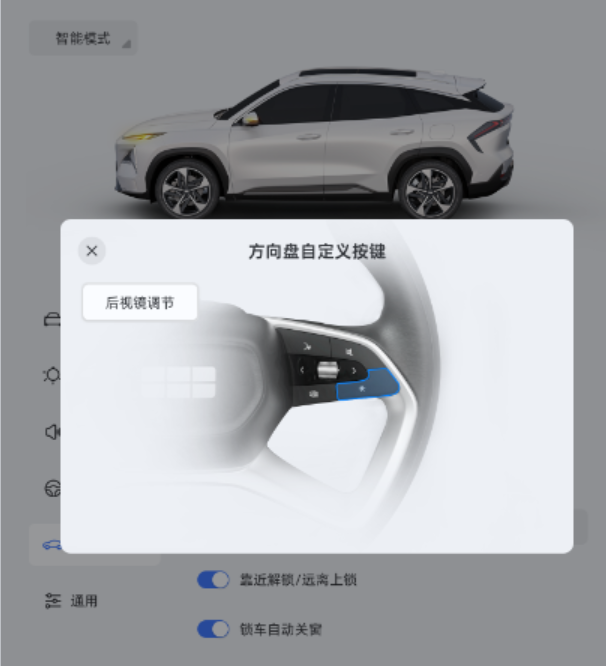 智能模式
方向盘自定义按键
后视镜调节
通用
靠近解锁/远离上锁
锁车自动关窗